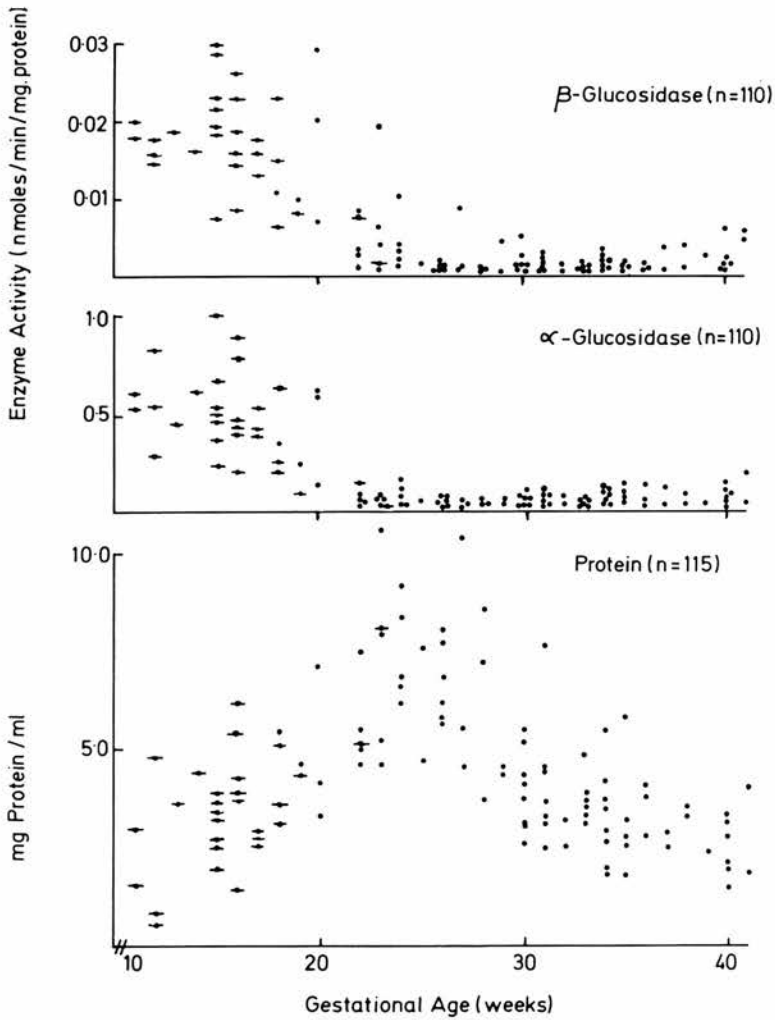 Enzyme Activity (nmoles/min/mg.protein)
0·03
0·02
0·01
β-Glucosidase (n=110)
1·0
0·5
∝-Glucosidase (n=110)
mg Protein/ml
10·0
5·0
Protein (n=115)
10 20 30 40
Gestational Age (weeks)